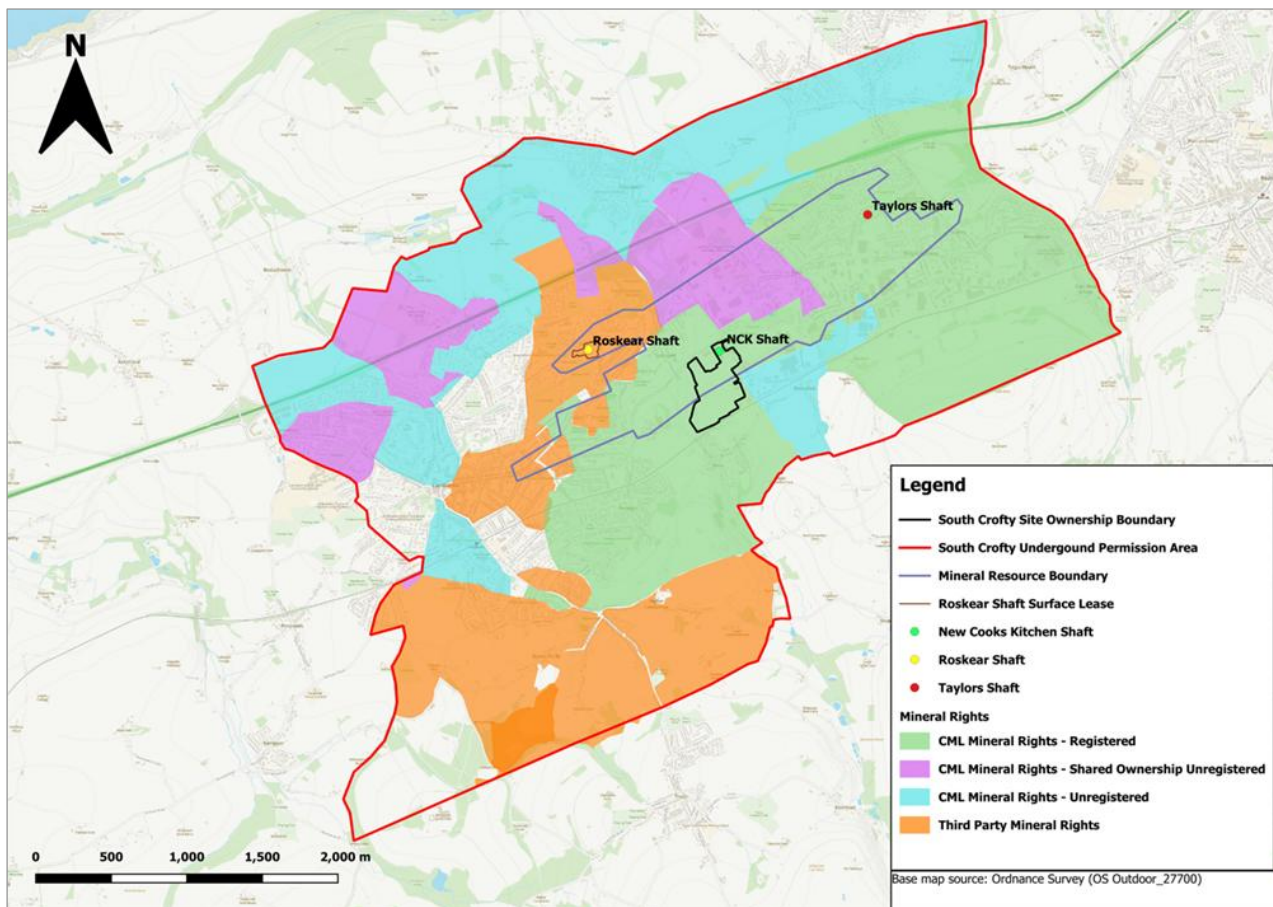 N
Taylors Shaft
Roskear Shaft
NCK Shaft
Legend
South Crofty Site Ownership Boundary
South Crofty Undergound Permission Area
Mineral Resource Boundary
Roskear Shaft Surface Lease
New Cooks Kitchen Shaft
Roskear Shaft
Taylors Shaft
Mineral Rights
CML Mineral Rights - Registered
CML Mineral Rights - Shared Ownership Unregistered
CML Mineral Rights - Unregistered
Third Party Mineral Rights
0 500 1,000 1,500 2,000 m
Base map source: Ordnance Survey (OS Outdoor_27700)